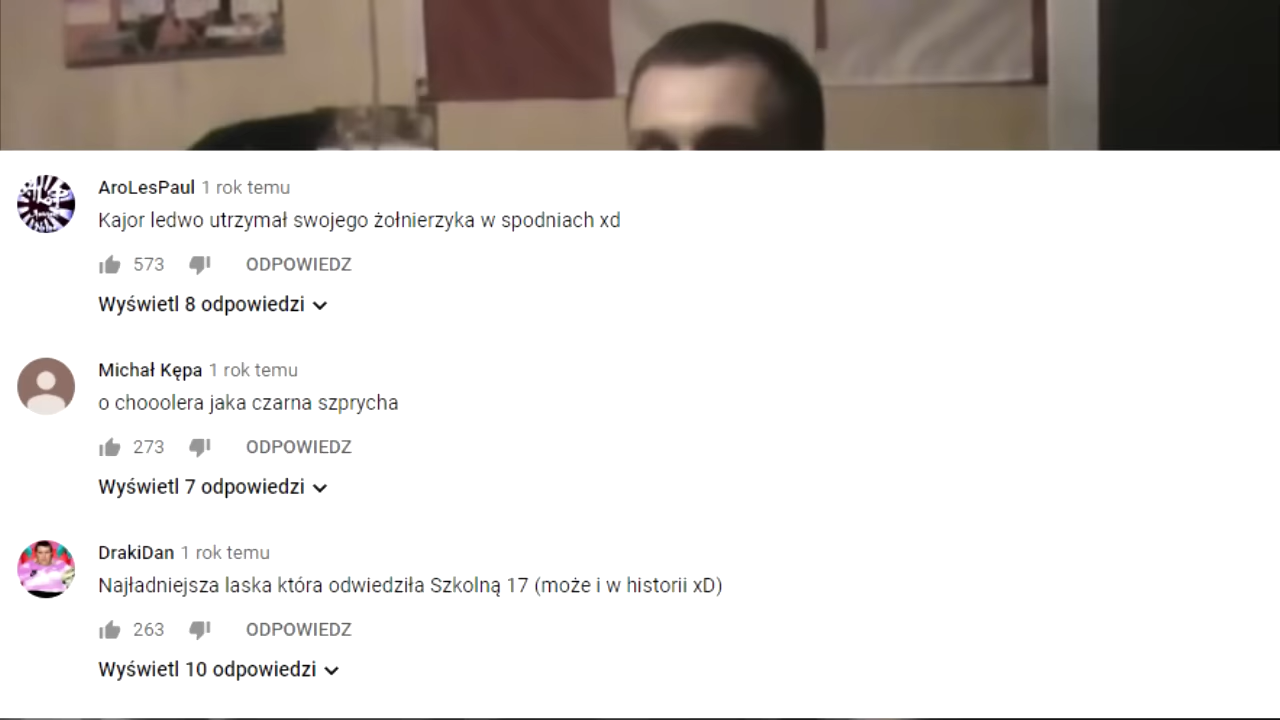 AroLesPaul 1 rok temu
Kajor ledwo utrzymał swojego żołnierzyka w spodniach xd
573 ODPOWIEDZ
Wyświetl 8 odpowiedzi
Michał Kępa 1 rok temu
o chooolera jaka czarna szprycha
273 ODPOWIEDZ
Wyświetl 7 odpowiedzi
DrakiDan 1 rok temu
Najładniejsza laska która odwiedziła Szkolną 17 (może i w historii xD)
263 ODPOWIEDZ
Wyświetl 10 odpowiedzi